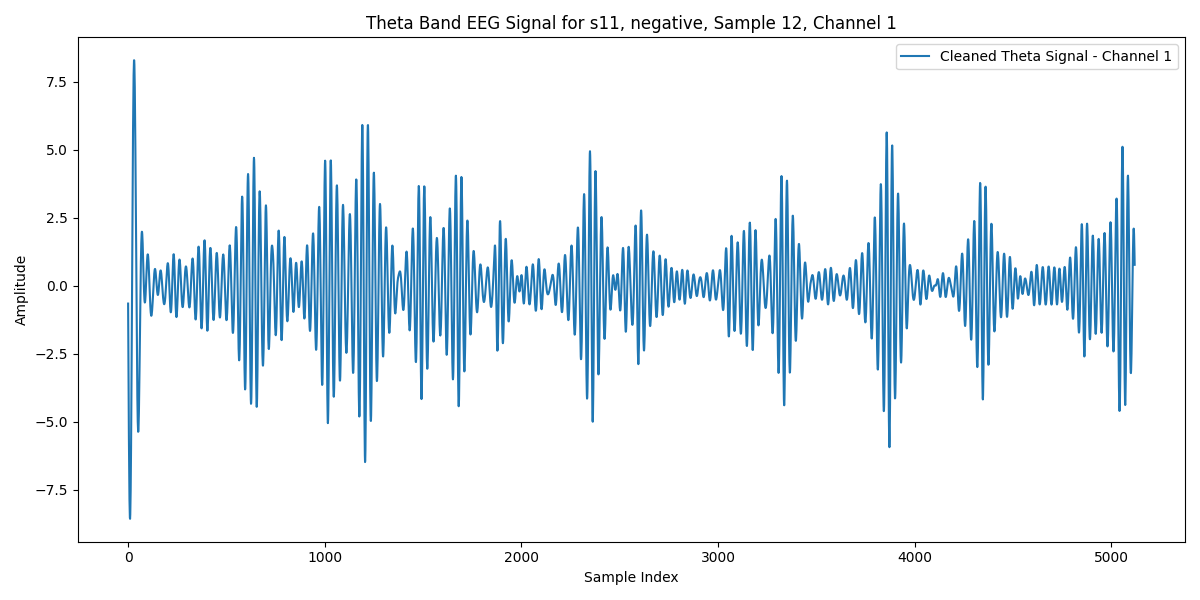 Theta Band EEG Signal for s11, negative, Sample 12, Channel 1
Cleaned Theta Signal - Channel 1
Amplitude
7.5
5.0
2.5
0.0
−2.5
−5.0
−7.5
0 1000 2000 3000 4000 5000
Sample Index